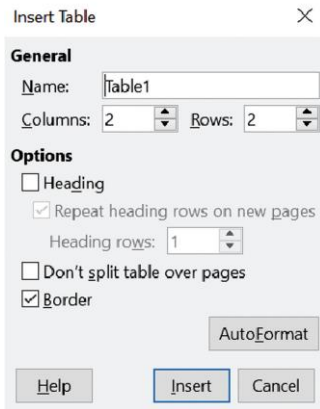 Insert Table
General
Name: Table1
Columns: 2 Rows: 2
Options
Heading
Repeat heading rows on new pages
Heading rows: 1
Don't split table over pages
Border
AutoFormat
Help Insert Cancel